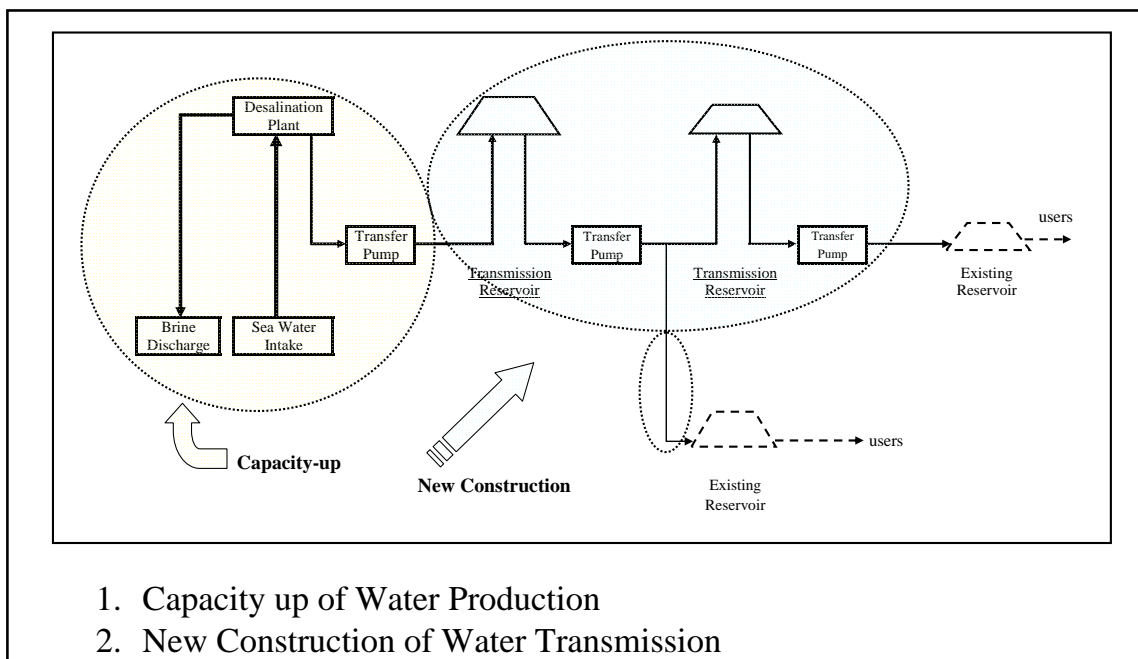 Desalination
Plant
Transfer
Pump
Brine
Discharge
Sea Water
Intake
Transmission
Reservoir
Transfer
Pump
Transmission
Reservoir
Transfer
Pump
users
Existing
Reservoir
users
Existing
Reservoir
Capacity-up
New Construction
1. Capacity up of Water Production
2. New Construction of Water Transmission